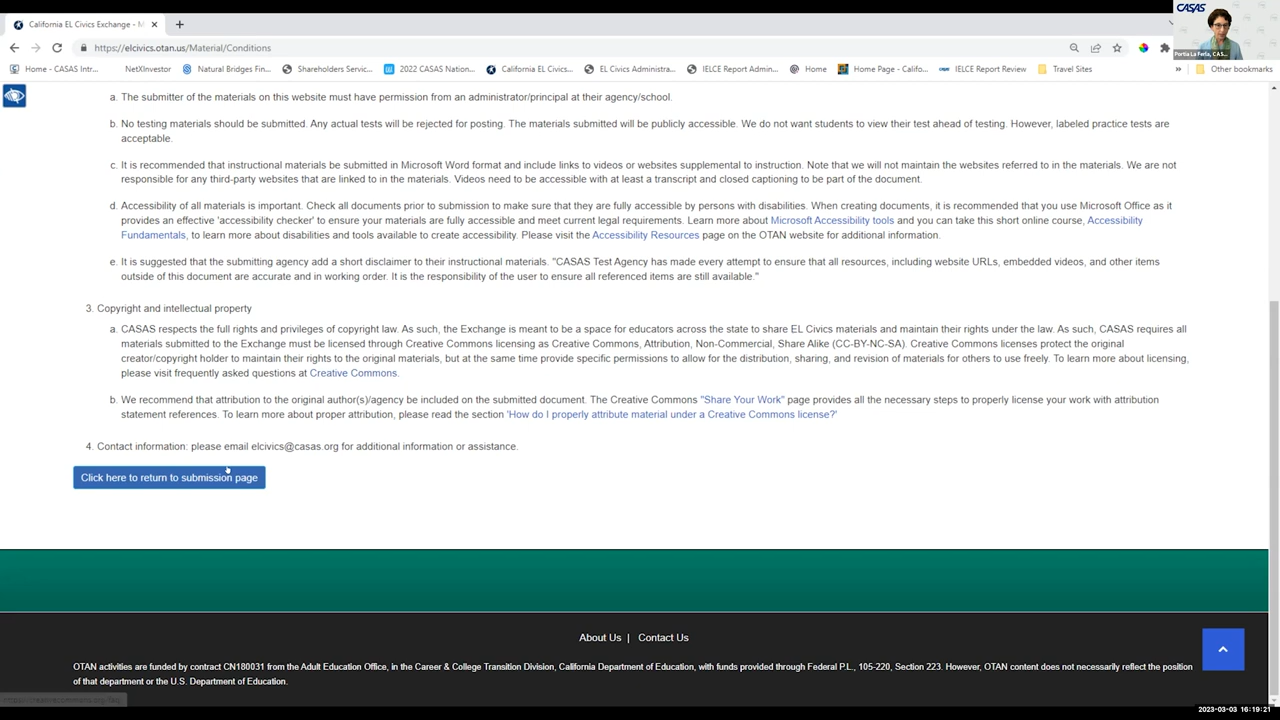 California EL Civics Exchange - M
CASAS
Portia La Ferla, CAS...
https://elcivics.otan.us/Material/Conditions
Home - CASAS Intr...
NetXInvestor
Natural Bridges Fin...
Shareholders Servic...
2022 CASAS Nation...
California EL Civics...
EL Civics Administra...
IELCE Report Admin...
Home
Home Page - Califo...
IELCE Report Review
Travel Sites
»
Other bookmarks
a. The submitter of the materials on this website must have permission from an administrator/principal at their agency/school.
b. No testing materials should be submitted. Any actual tests will be rejected for posting. The materials submitted will be publicly accessible. We do not want students to view their test ahead of testing. However, labeled practice tests are
acceptable.
c. It is recommended that instructional materials be submitted in Microsoft Word format and include links to videos or websites supplemental to instruction. Note that we will not maintain the websites referred to in the materials. We are not
responsible for any third-party websites that are linked to in the materials. Videos need to be accessible with at least a transcript and closed captioning to be part of the document.
d. Accessibility of all materials is important. Check all documents prior to submission to make sure that they are fully accessible by persons with disabilities. When creating documents, it is recommended that you use Microsoft Office as it
provides an effective 'accessibility checker' to ensure your materials are fully accessible and meet current legal requirements. Learn more about Microsoft Accessibility tools and you can take this short online course, Accessibility
Fundamentals, to learn more about disabilities and tools available to create accessibility. Please visit the Accessibility Resources page on the OTAN website for additional information.
e. It is suggested that the submitting agency add a short disclaimer to their instructional materials. "CASAS Test Agency has made every attempt to ensure that all resources, including website URLs, embedded videos, and other items
outside of this document are accurate and in working order. It is the responsibility of the user to ensure all referenced items are still available."
3. Copyright and intellectual property
a. CASAS respects the full rights and privileges of copyright law. As such, the Exchange is meant to be a space for educators across the state to share EL Civics materials and maintain their rights under the law. As such, CASAS requires all
materials submitted to the Exchange must be licensed through Creative Commons licensing as Creative Commons, Attribution, Non-Commercial, Share Alike (CC-BY-NC-SA). Creative Commons licenses protect the original
creator/copyright holder to maintain their rights to the original materials, but at the same time provide specific permissions to allow for the distribution, sharing, and revision of materials for others to use freely. To learn more about licensing,
please visit frequently asked questions at Creative Commons.
b. We recommend that attribution to the original author(s)/agency be included on the submitted document. The Creative Commons "Share Your Work" page provides all the necessary steps to properly license your work with attribution
statement references. To learn more about proper attribution, please read the section 'How do I properly attribute material under a Creative Commons license?'
4. Contact information: please email elcivics@casas.org for additional information or assistance.
Click here to return to submission page
About Us | Contact Us
OTAN activities are funded by contract CN180031 from the Adult Education Office, in the Career & College Transition Division, California Department of Education, with funds provided through Federal P.L., 105-220, Section 223. However, OTAN content does not necessarily reflect the position
of that department or the U.S. Department of Education.
2023-03-03 16:19:21